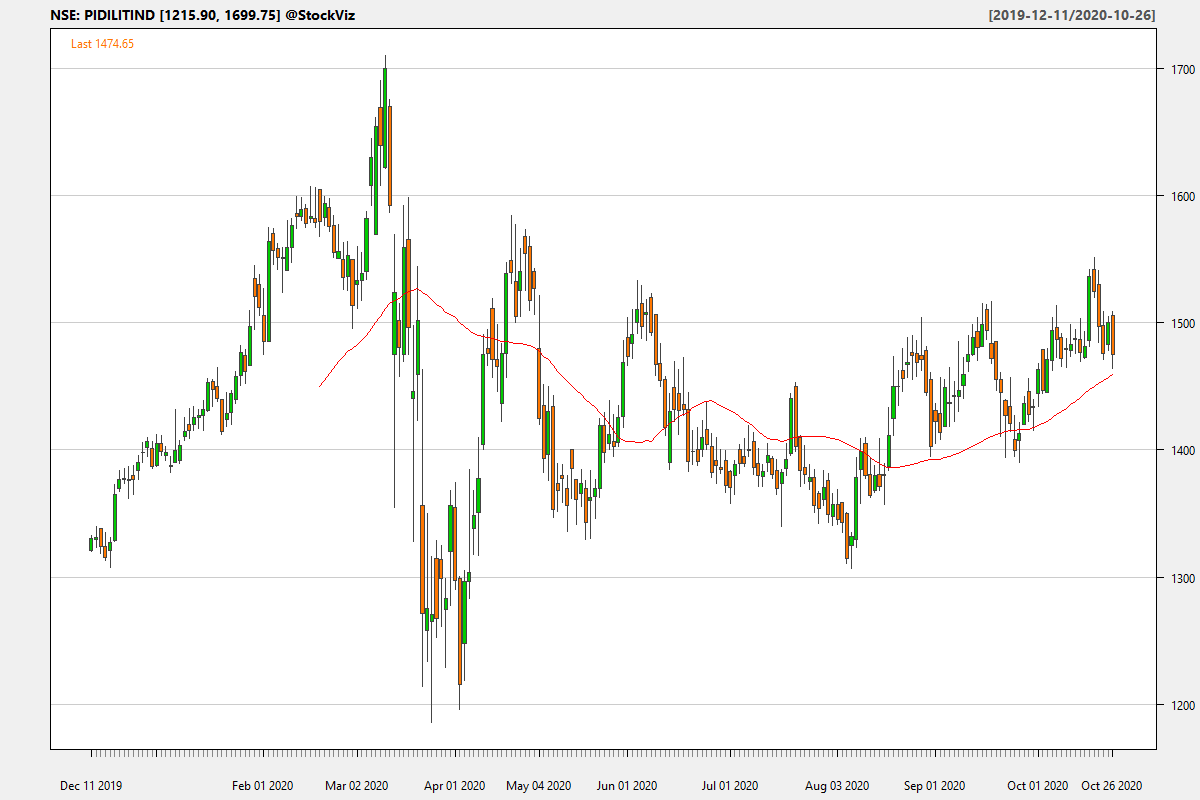 NSE: PIDILITIND [1215.90, 1699.75] @StockViz [2019-12-11/2020-10-26]
Last 1474.65
1700
1600
1500
1400
1300
1200
Dec 11 2019 Feb 01 2020 Mar 02 2020 Apr 01 2020 May 04 2020 Jun 01 2020 Jul 01 2020 Aug 03 2020 Sep 01 2020 Oct 01 2020 Oct 26 2020